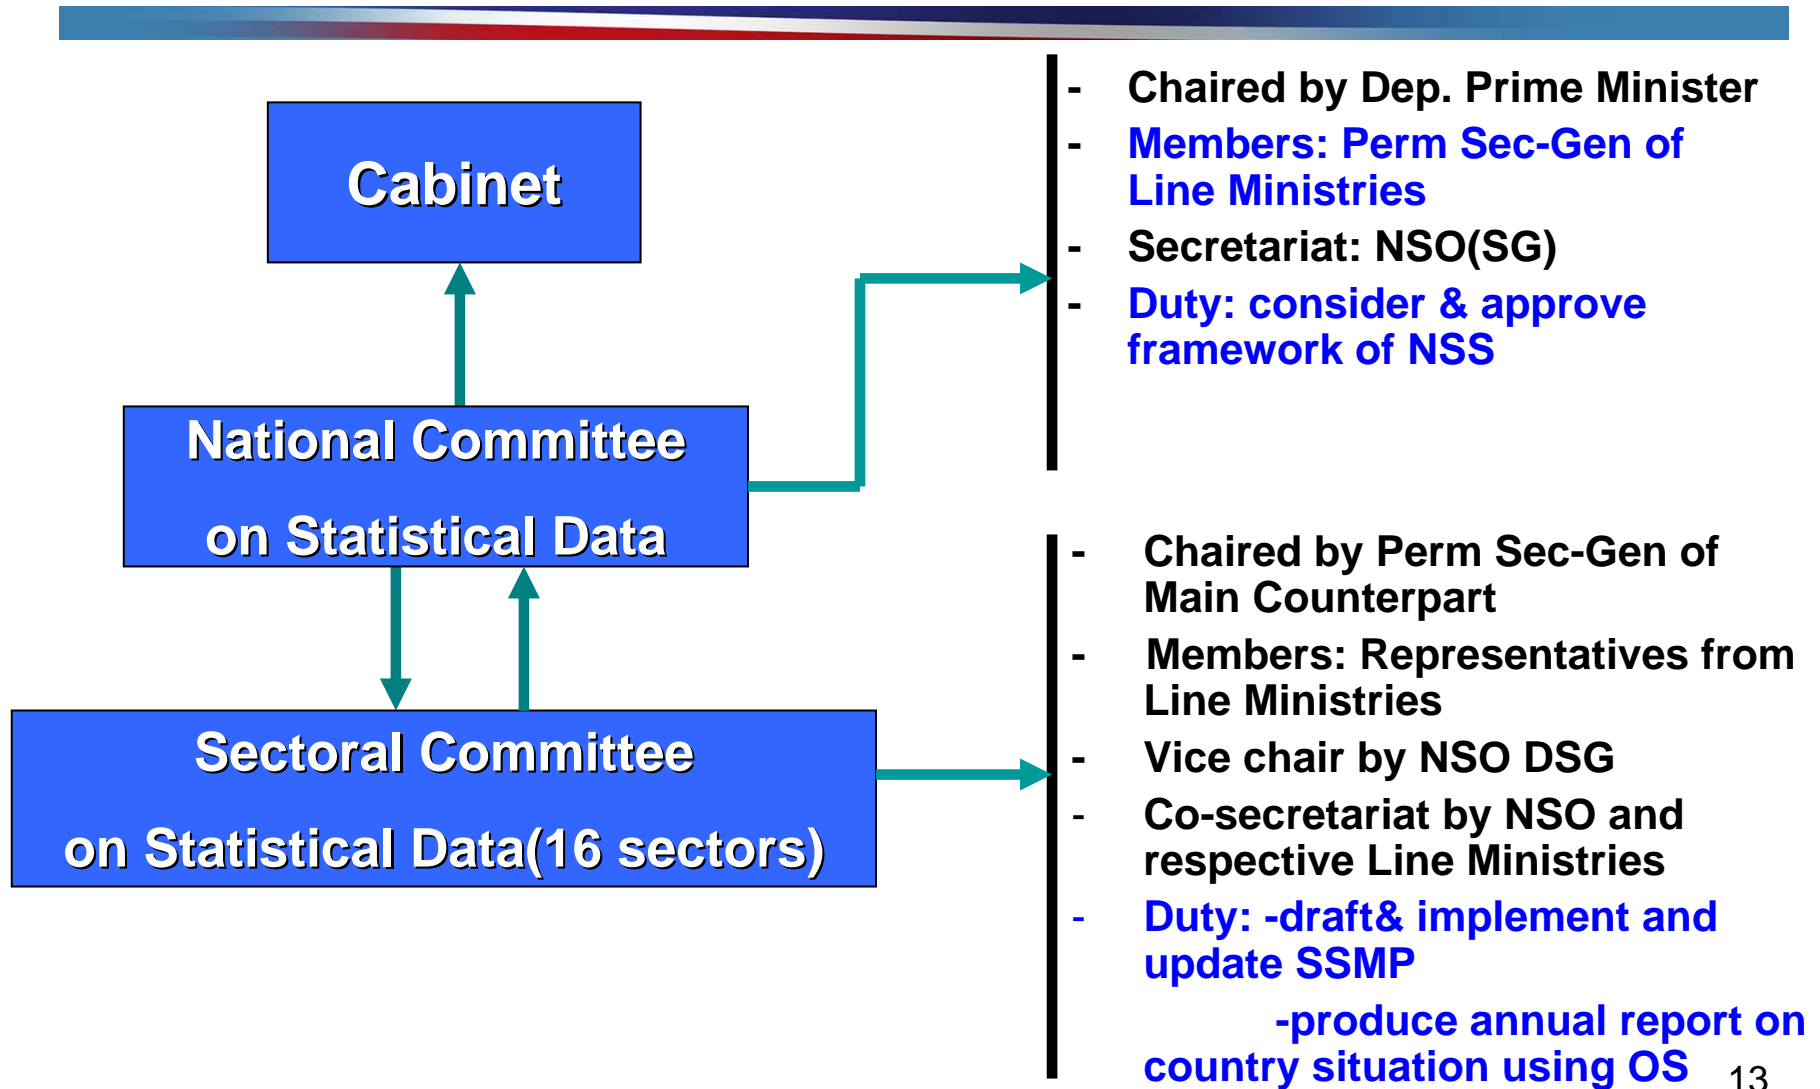 Cabinet
National Committee
on Statistical Data
Sectoral Committee
on Statistical Data(16 sectors)
- Chaired by Dep. Prime Minister
- Members: Perm Sec-Gen of
Line Ministries
- Secretariat: NSO(SG)
- Duty: consider & approve
framework of NSS
- Chaired by Perm Sec-Gen of
Main Counterpart
- Members: Representatives from
Line Ministries
- Vice chair by NSO DSG
- Co-secretariat by NSO and
respective Line Ministries
- Duty: -draft& implement and
update SSMP
-produce annual report on
country situation using OS
13